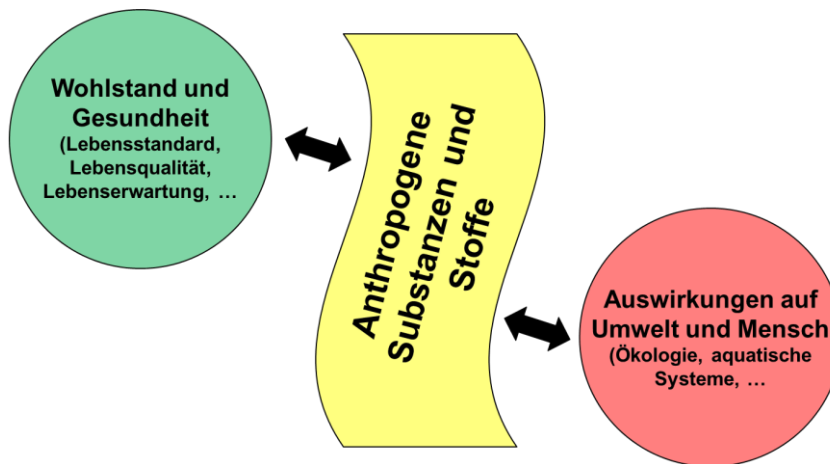 Wohlstand und
Gesundheit
(Lebensstandard,
Lebensqualität,
Lebenserwartung, …
Anthropogene
Substanzen und
Stoffe
Auswirkungen auf
Umwelt und Mensch
(Ökologie, aquatische
Systeme, …